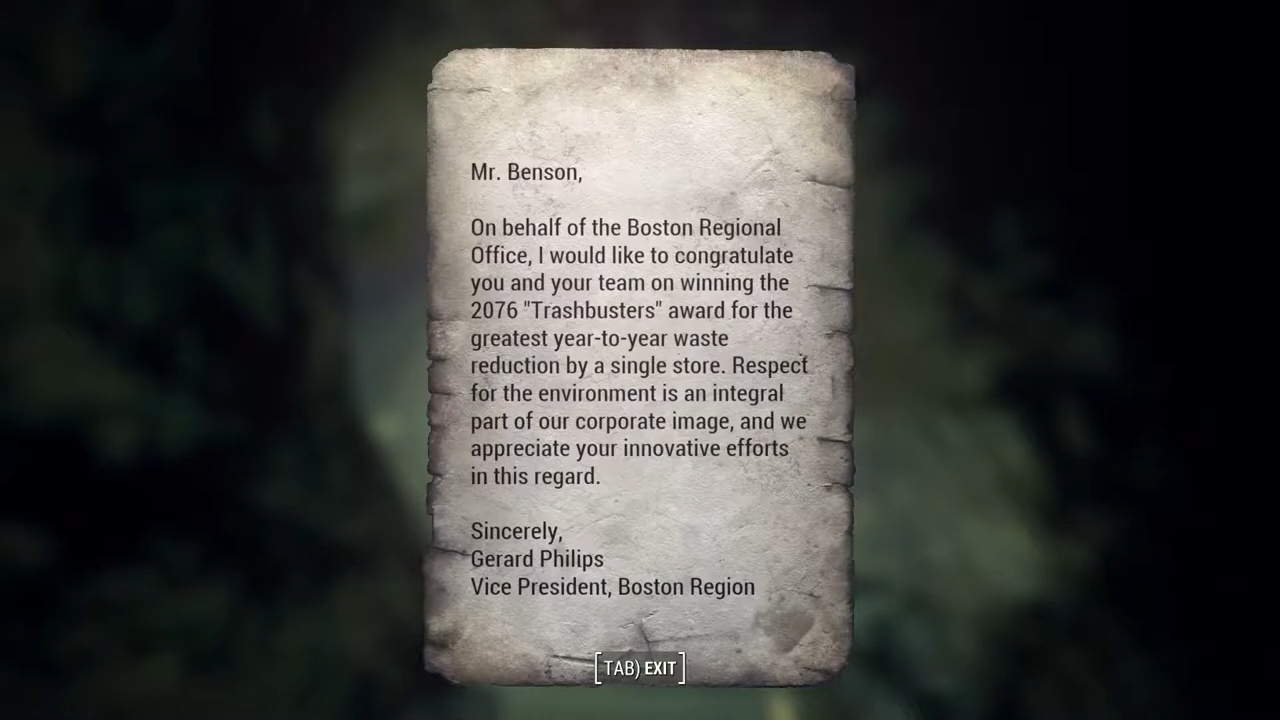 Mr. Benson,
On behalf of the Boston Regional
Office, I would like to congratulate
you and your team on winning the
2076 "Trashbusters" award for the
greatest year-to-year waste
reduction by a single store. Respect
for the environment is an integral
part of our corporate image, and we
appreciate your innovative efforts
in this regard.
Sincerely,
Gerard Philips
Vice President, Boston Region
[TAB) EXIT]